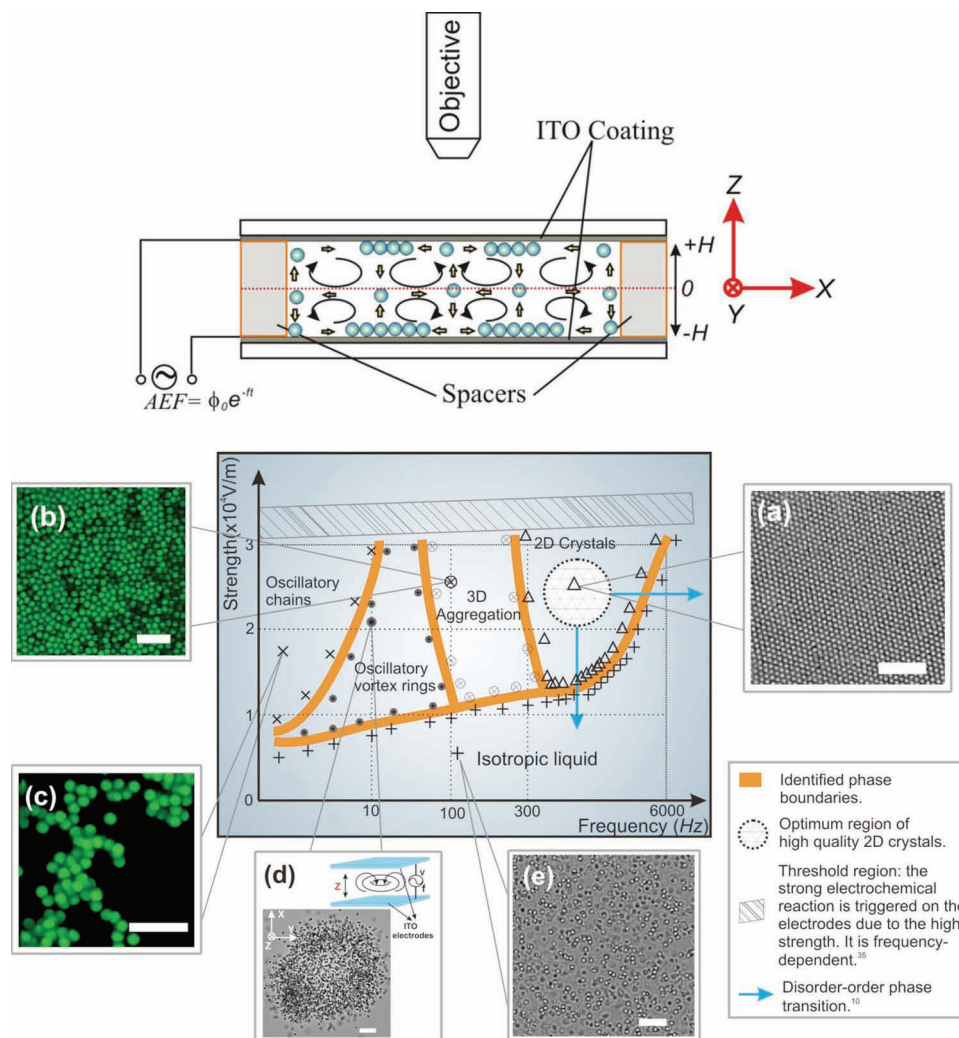 Objective
ITO Coating
Z
+H
0
X
Y
-H
Spacers
AEF= ϕ₀e^-ft
(b)
(a)
Strength(x10⁴V/m)
3
2
1
0
2D Crystals
Oscillatory
chains
3D
Aggregation
Oscillatory
vortex rings
Isotropic liquid
10
100
300
6000
Frequency(Hz)
(c)
(d)
Z
V
f
ITO
electrodes
X
Y
Z
(e)
Identified phase
boundaries.
Optimum region of
high quality 2D crystals.
Threshold region: the
strong electrochemical
reaction is triggered on the
electrodes due to the high
strength. It is frequency-
dependent.³⁵
Disorder-order phase
transition.¹⁰